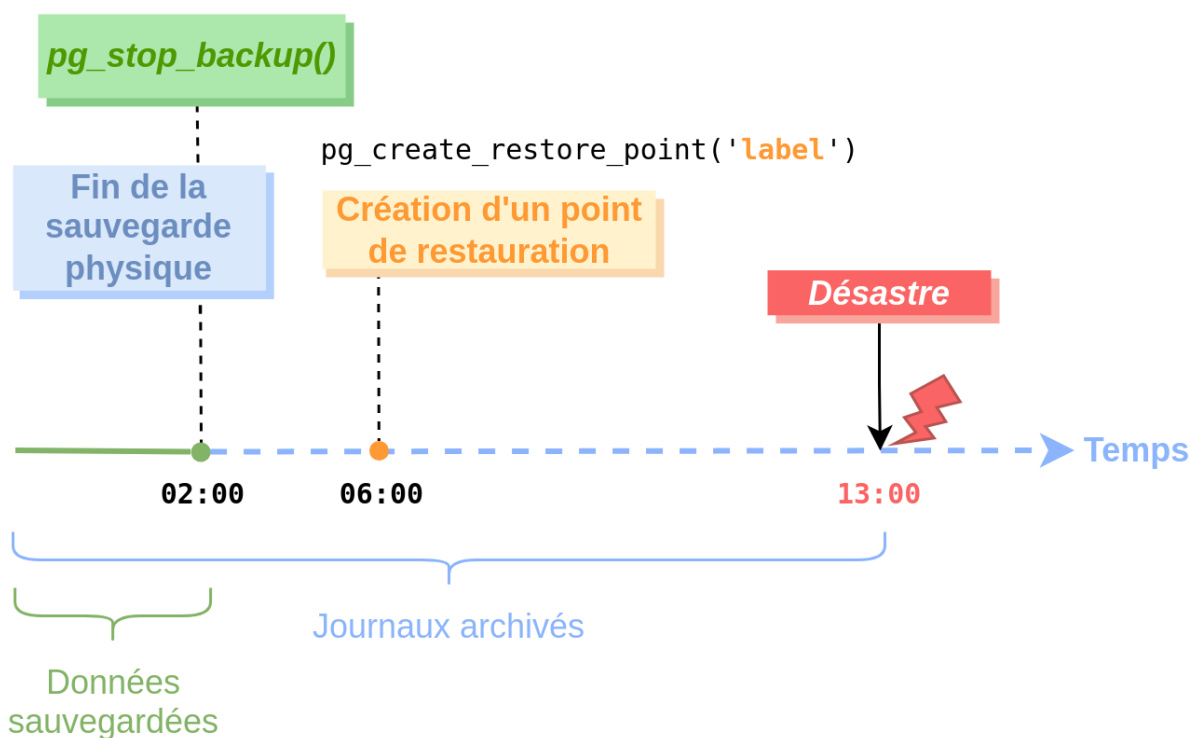 pg_stop_backup()
pg_create_restore_point('label')
Fin de la
sauvegarde
physique
Création d'un point
de restauration
Désastre
Temps
02:00
06:00
13:00
Journaux archivés
Données
sauvegardées